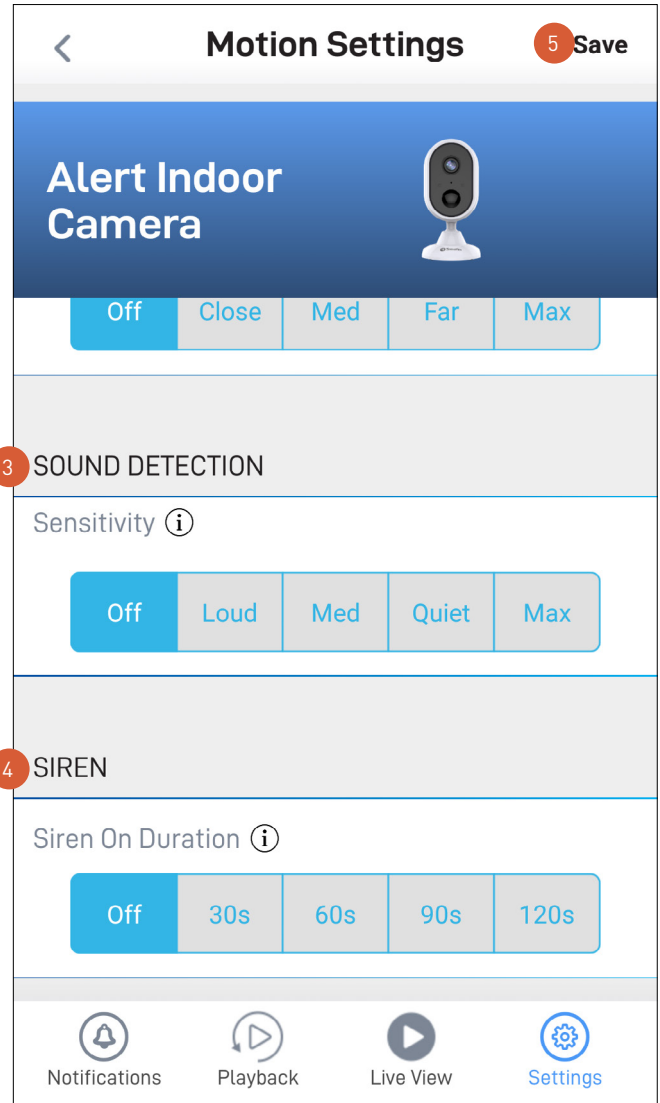 Motion Settings 5 Save
Alert Indoor
Camera
Off Close Med Far Max
3 SOUND DETECTION
Sensitivity i
Off Loud Med Quiet Max
4 SIREN
Siren On Duration i
Off 30s 60s 90s 120s
Notifications Playback Live View Settings